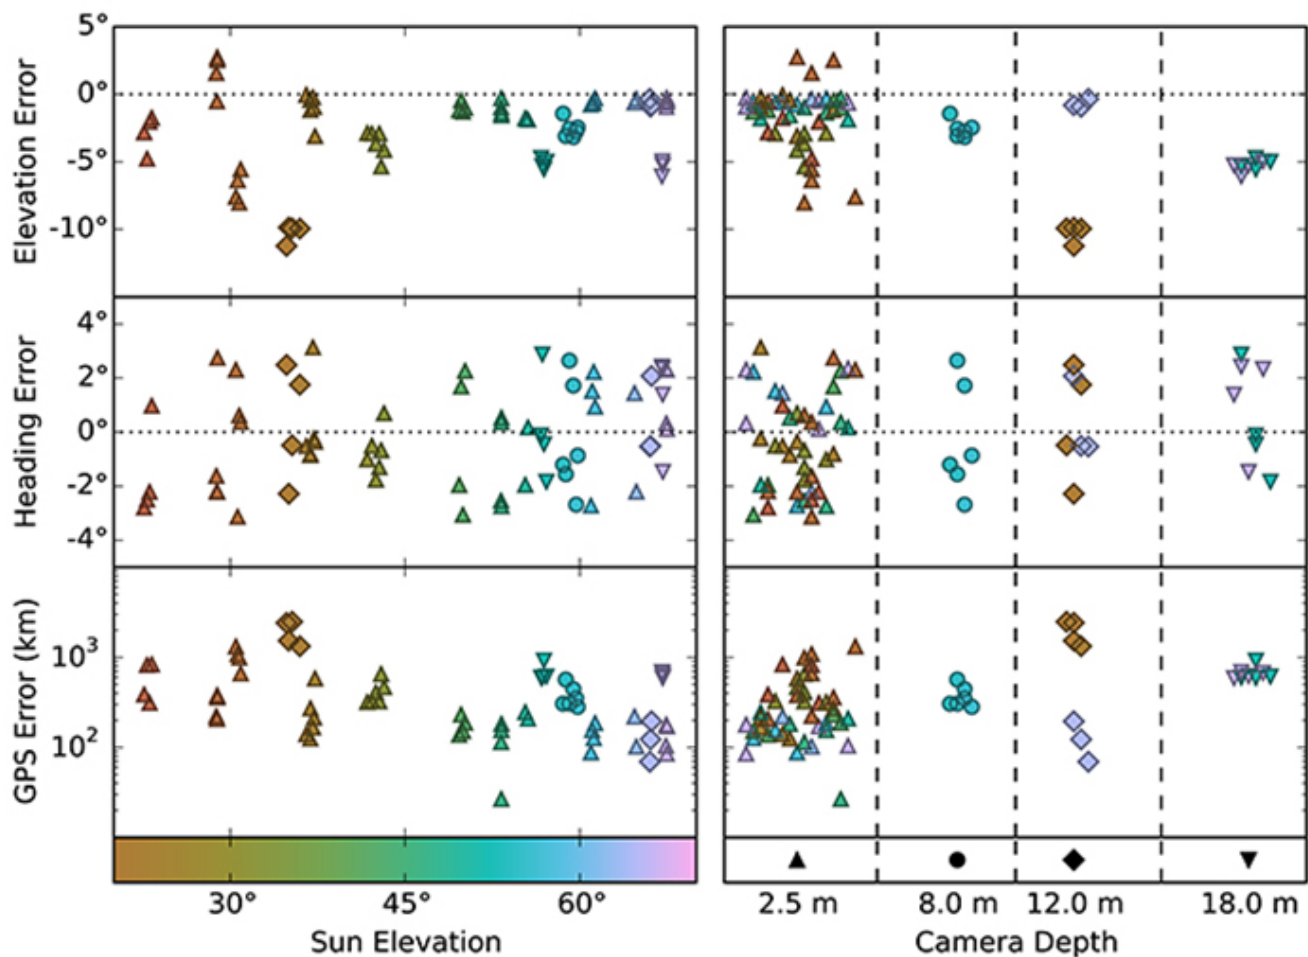 5°
0°
-5°
-10°
Elevation Error
4°
2°
0°
-2°
-4°
Heading Error
10³
10²
GPS Error (km)
30° 45° 60°
Sun Elevation
2.5 m 8.0 m 12.0 m 18.0 m
Camera Depth